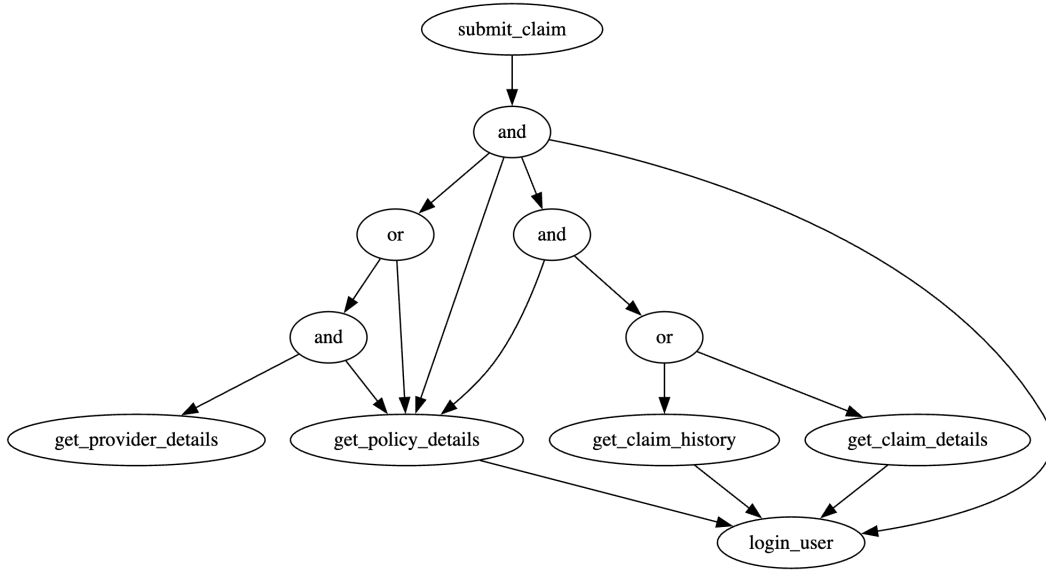 submit_claim
and
or
and
and
or
get_provider_details
get_policy_details
get_claim_history
get_claim_details
login_user